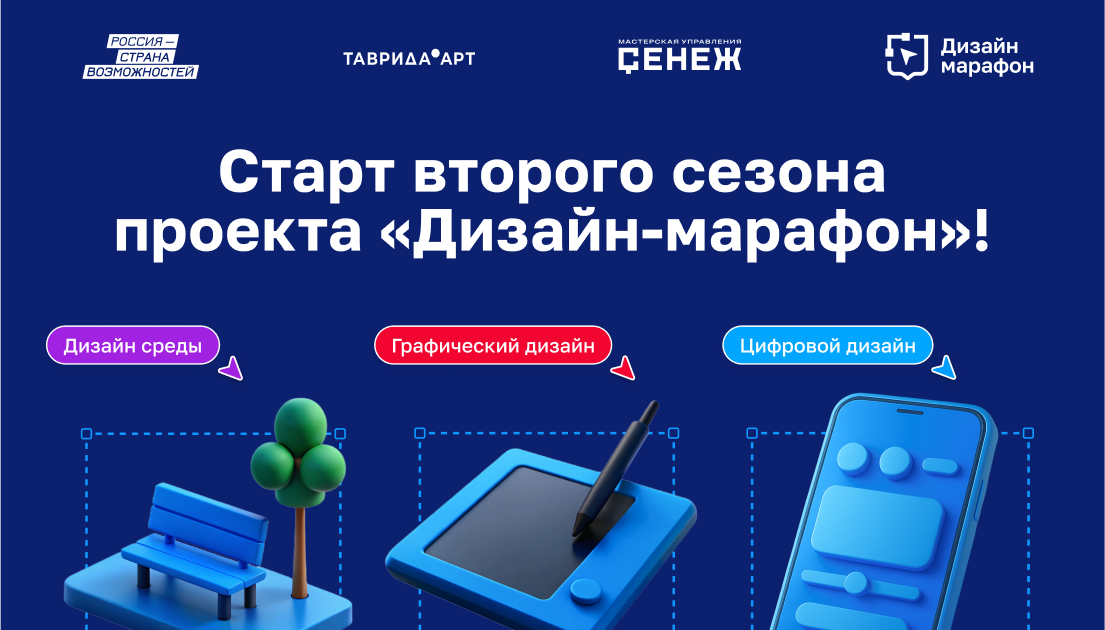 РОССИЯ –
СТРАНА
ВОЗМОЖНОСТЕЙ
ТАВРИДА•АРТ
МАСТЕРСКАЯ УПРАВЛЕНИЯ
СЕНЕЖ
Дизайн
марафон
Старт второго сезона
проекта «Дизайн-марафон»!
Дизайн среды
Графический дизайн
Цифровой дизайн